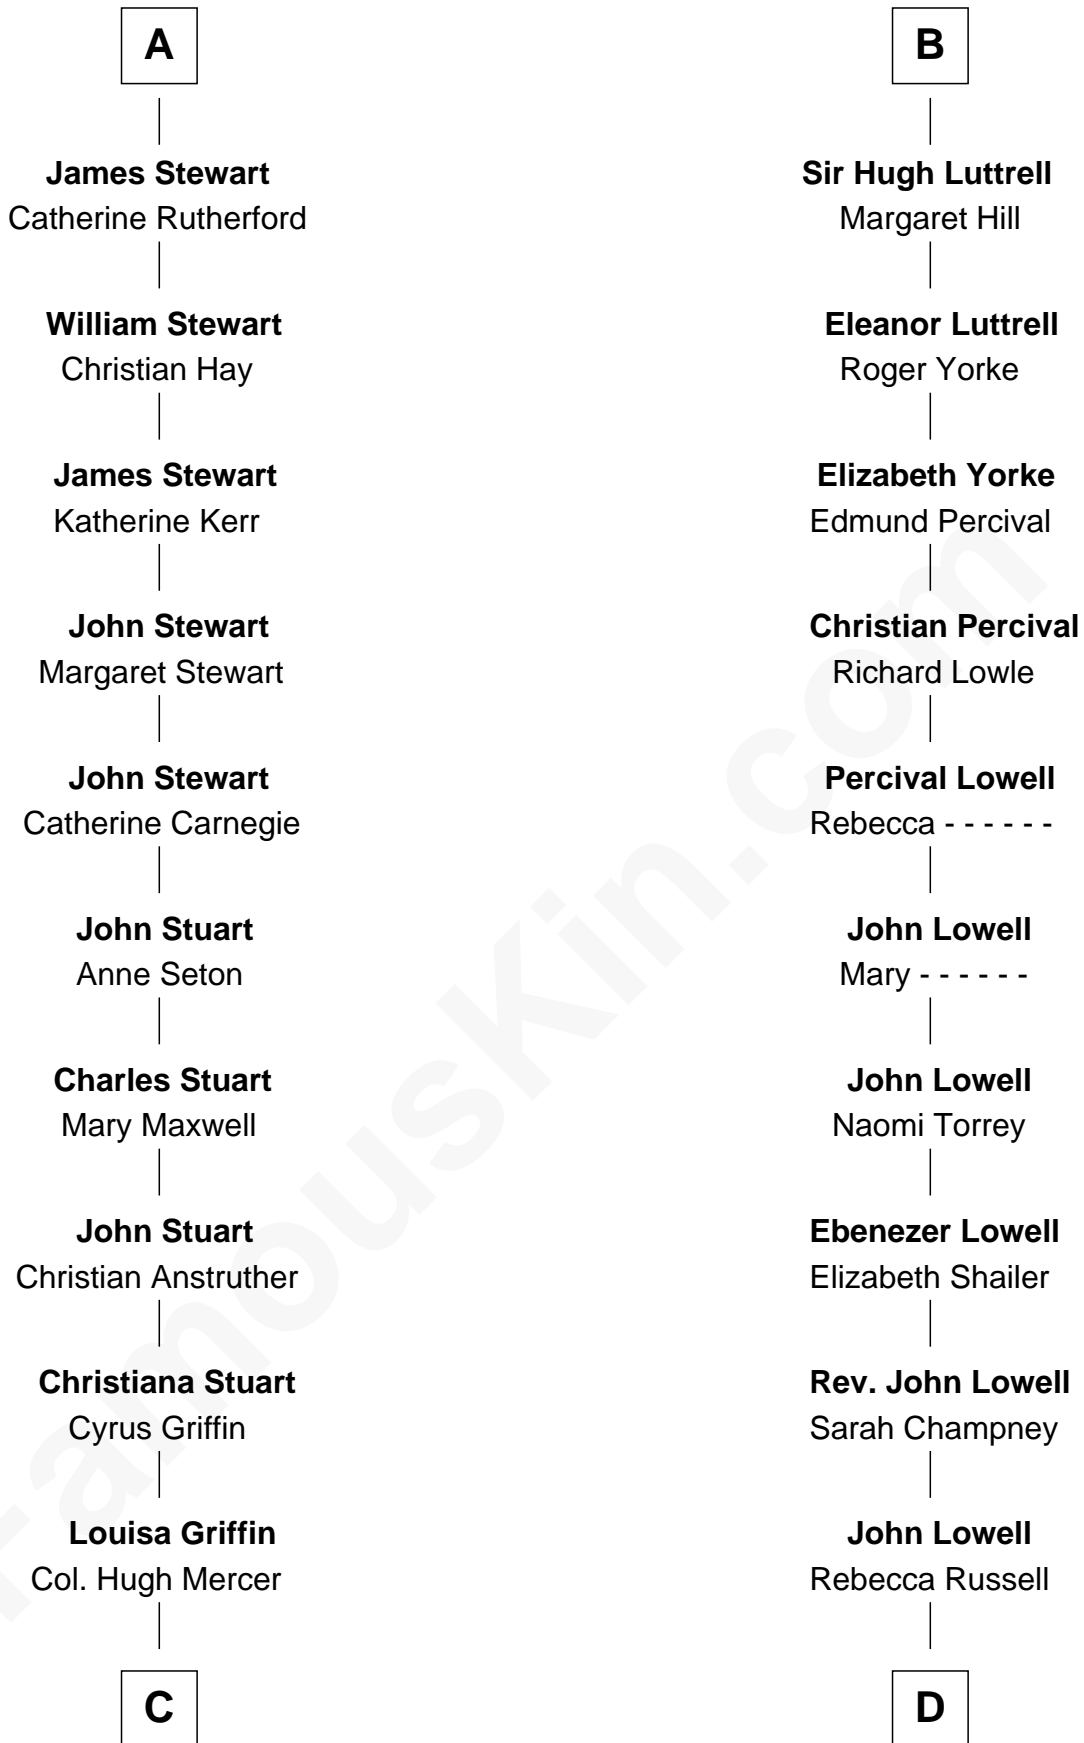 A
James Stewart
Catherine Rutherford
William Stewart
Christian Hay
James Stewart
Katherine Kerr
John Stewart
Margaret Stewart
John Stewart
Catherine Carnegie
John Stuart
Anne Seton
Charles Stuart
Mary Maxwell
John Stuart
Christian Anstruther
Christiana Stuart
Cyrus Griffin
Louisa Griffin
Col. Hugh Mercer
C
B
Sir Hugh Luttrell
Margaret Hill
Eleanor Luttrell
Roger Yorke
Elizabeth Yorke
Edmund Percival
Christian Percival
Richard Lowle
Percival Lowell
Rebecca - - - - - -
John Lowell
Mary - - - - - -
John Lowell
Naomi Torrey
Ebenezer Lowell
Elizabeth Shailer
Rev. John Lowell
Sarah Champney
John Lowell
Rebecca Russell
D
FamousKin.com